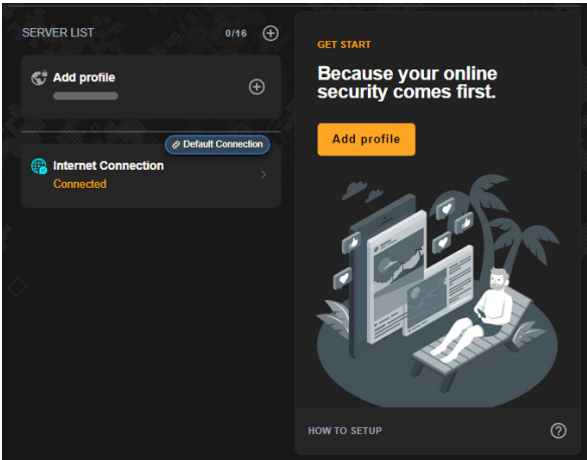 SERVER LIST
0/16
Add profile
Default Connection
Internet Connection
Connected
GET START
Because your online
security comes first.
Add profile
HOW TO SETUP